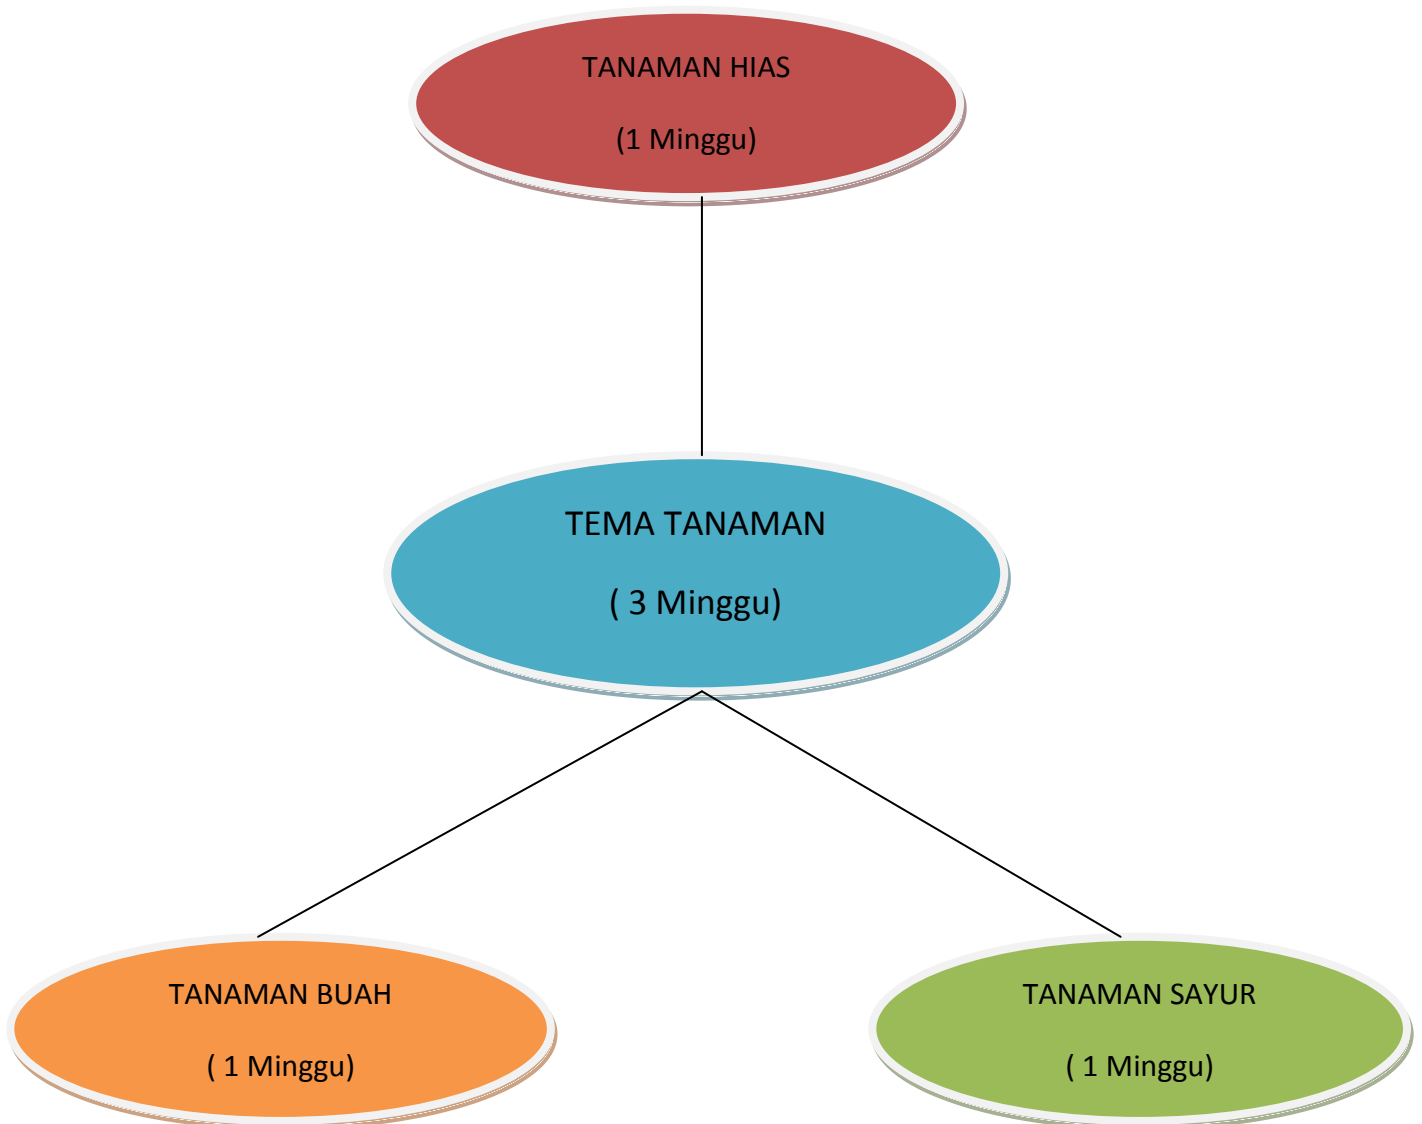 TANAMAN HIAS
(1 Minggu)
TEMA TANAMAN
( 3 Minggu)
TANAMAN BUAH
( 1 Minggu)
TANAMAN SAYUR
( 1 Minggu)